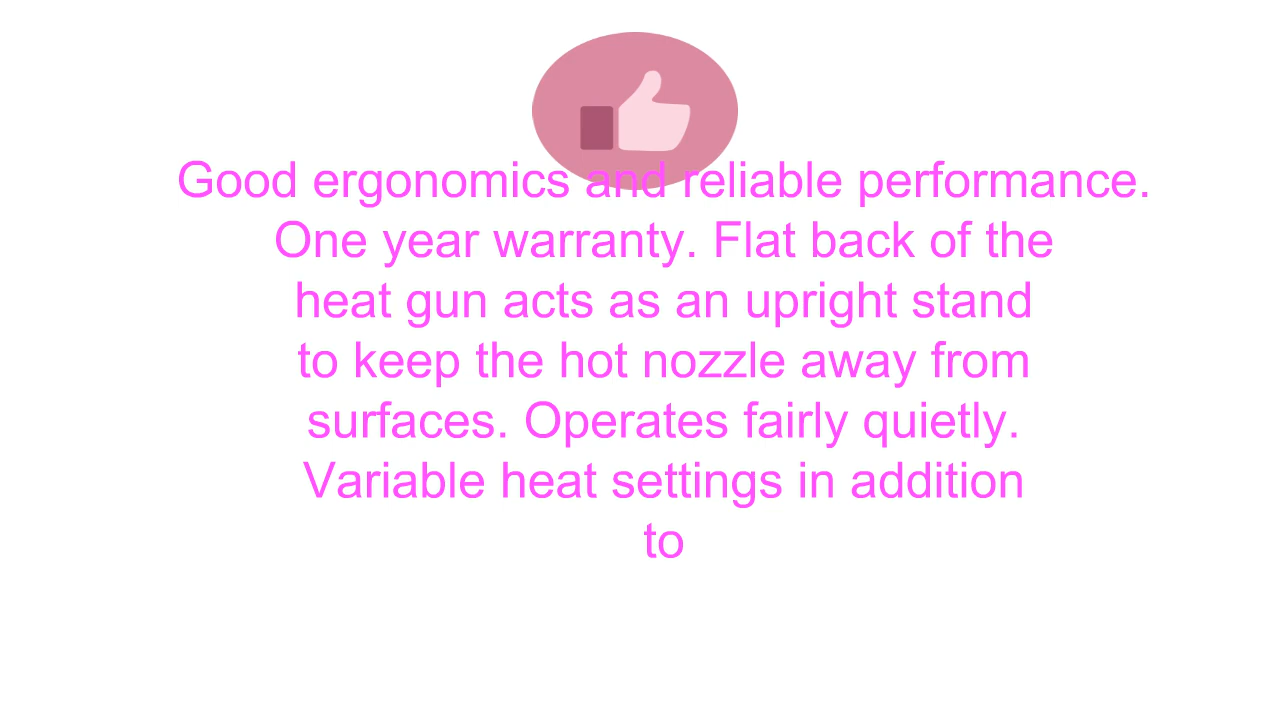 Good ergonomics and reliable performance.
One year warranty. Flat back of the
heat gun acts as an upright stand
to keep the hot nozzle away from
surfaces. Operates fairly quietly.
Variable heat settings in addition
to